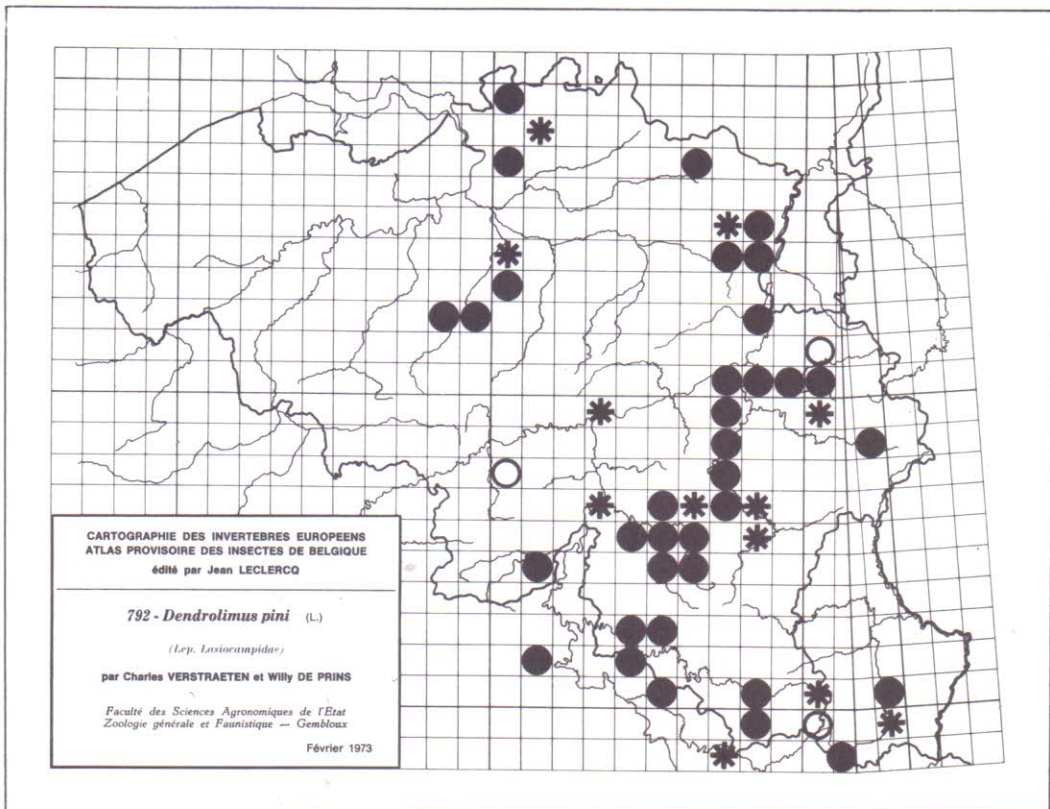 CARTOGRAPHIE DES INVERTEBRES EUROPEENS
ATLAS PROVISOIRE DES INSECTES DE BELGIQUE
édité par Jean LECLERCQ
792 - Dendrolimus pini (L.)
(Lep. Lasiocampidae)
par Charles VERSTRAETEN et Willy DE PRINS
Faculté des Sciences Agronomiques de l'Etat
Zoologie générale et Faunistique — Gembloux
Février 1973